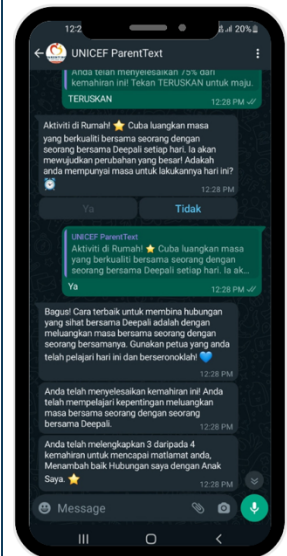 12:2
20%
UNICEF ParentText
Anda telah menyelesaikan 75% dari
kemahiran ini! Tekan TERUSKAN untuk maju.
TERUSKAN
12:28 PM
Aktiviti di Rumah! ⭐ Cuba luangkan masa
yang berkualiti bersama seorang dengan
seorang bersama Deepali setiap hari. Ia akan
mewujudkan perubahan yang besar! Adakah
anda mempunyai masa untuk lakukannya hari ini?
⏰
12:28 PM
Ya
Tidak
UNICEF ParentText
Aktiviti di Rumah! ⭐ Cuba luangkan masa
yang berkualiti bersama seorang dengan
seorang bersama Deepali setiap hari. Ia ak...
Ya
12:28 PM
Bagus! Cara terbaik untuk membina hubungan
yang sihat bersama Deepali adalah dengan
meluangkan masa bersama seorang dengan
seorang bersamanya. Gunakan petua yang anda
telah pelajari hari ini dan berseronoklah! 💙
12:28 PM
Anda telah menyelesaikan kemahiran ini! Anda
telah mempelajari kepentingan meluangkan
masa bersama seorang dengan seorang
bersama Deepali.
12:28 PM
Anda telah melengkapkan 3 daripada 4
kemahiran untuk mencapai matlamat anda,
Menambah baik Hubungan saya dengan Anak
Saya. ⭐
12:28 PM
Message